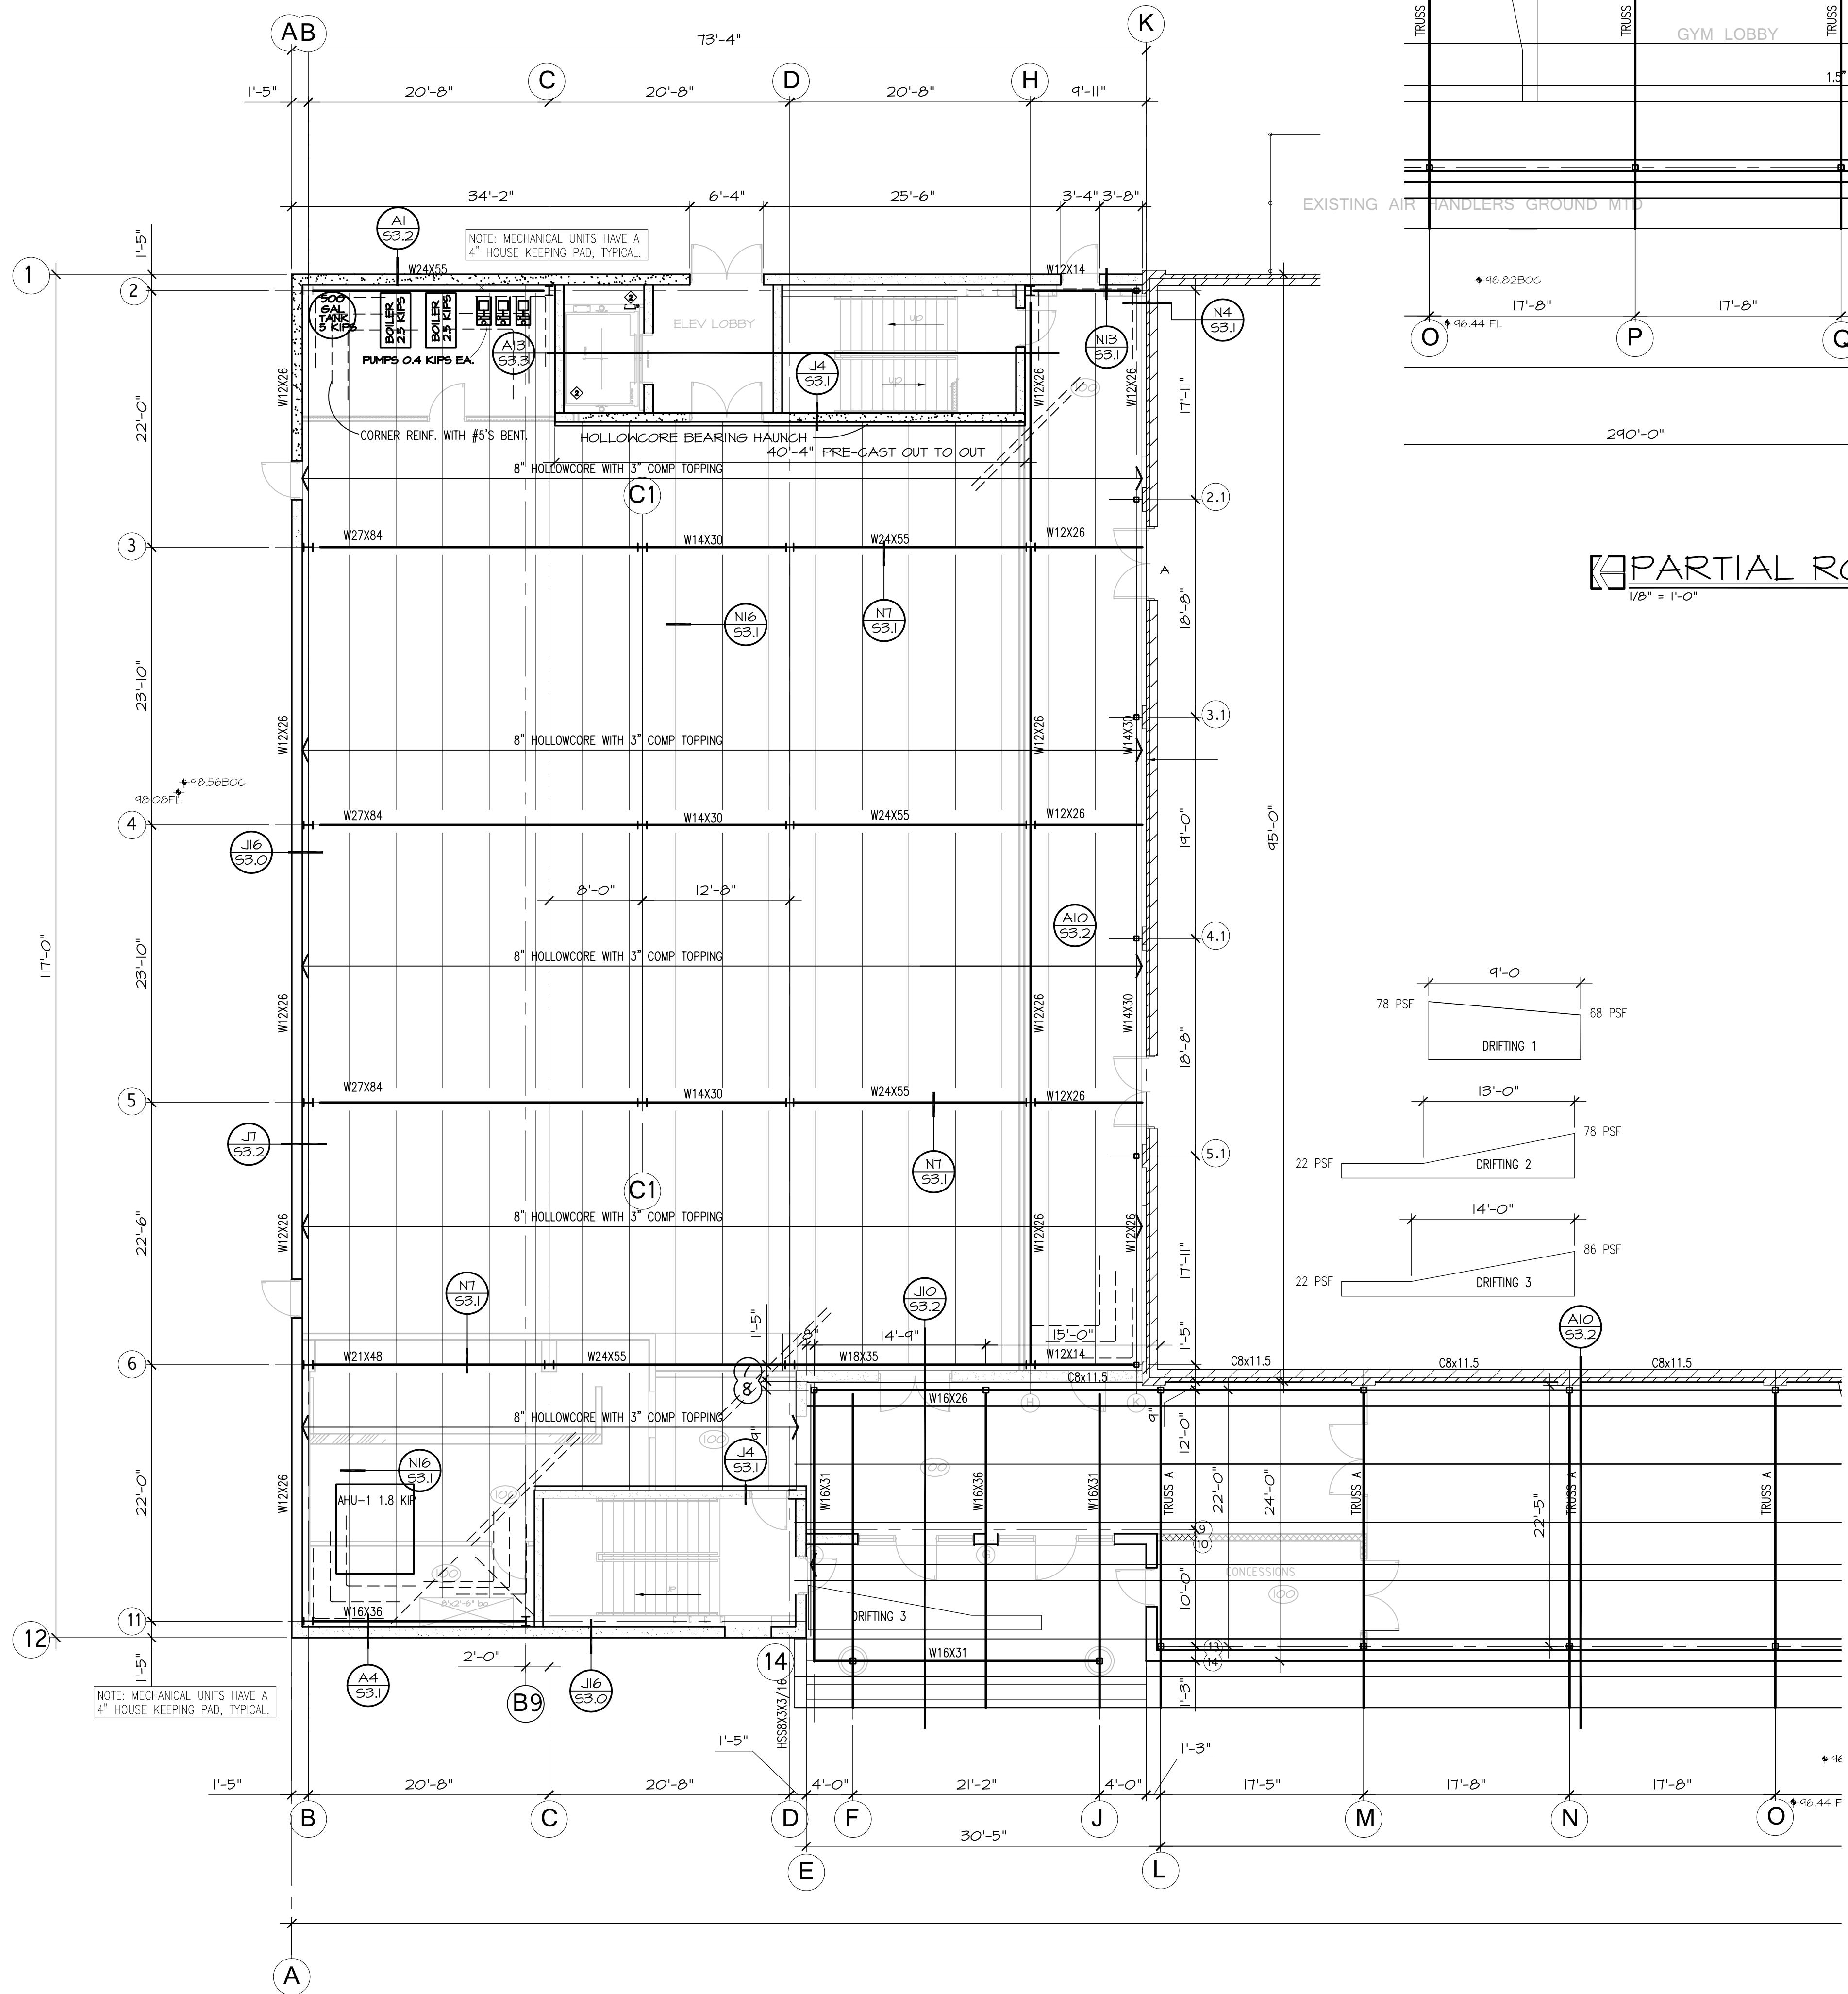 A
B
K
73'-4"
C
D
H
1'-5"
20'-8"
20'-8"
20'-8"
9'-11"
TRUSS
TRUSS
TRUSS
GYM LOBBY
1.5"
34'-2"
6'-4"
25'-6"
3'-4"
3'-8"
EXISTING AIR HANDLERS GROUND MTD
A1
S3.2
NOTE: MECHANICAL UNITS HAVE A
4" HOUSE KEEPING PAD, TYPICAL.
1'-5"
1
W24X55
W12X14
2
96.82BOC
17'-8"
17'-8"
96.44 FL
O
P
Q
500
GAL
TANK
5 KIPS
BOILER
2.5 KIPS
BOILER
2.5 KIPS
PUMPS 0.4 KIPS EA.
A13
S3.3
ELEV LOBBY
UP
UP
2
2
J4
S3.1
N13
S3.1
N4
S3.1
W12X26
W12X26
W12X26
100
22'-0"
17'-11"
CORNER REINF. WITH #5'S BENT.
HOLLOWCORE BEARING HAUNCH
40'-4" PRE-CAST OUT TO OUT
290'-0"
8" HOLLOWCORE WITH 3" COMP TOPPING
C1
2.1
3
W27X84
W14X30
W24X55
W12X26
A
PARTIAL RO
1/8" = 1'-0"
N16
S3.1
N7
S3.1
18'-8"
23'-10"
3.1
W12X26
W12X26
W14X30
8" HOLLOWCORE WITH 3" COMP TOPPING
98.56BOC
98.08FL
4
W27X84
W14X30
W24X55
W12X26
19'-0"
95'-0"
J16
S3.0
8'-0"
12'-8"
A10
S3.2
4.1
117'-0"
23'-10"
8" HOLLOWCORE WITH 3" COMP TOPPING
W12X26
W12X26
W14X30
9'-0
78 PSF
68 PSF
DRIFTING 1
18'-8"
5
W27X84
W14X30
W24X55
W12X26
13'-0"
78 PSF
22 PSF
DRIFTING 2
J7
S3.2
N7
S3.1
5.1
C1
8" HOLLOWCORE WITH 3" COMP TOPPING
W12X26
W12X26
W12X26
22'-6"
17'-11"
14'-0"
86 PSF
22 PSF
DRIFTING 3
N7
S3.1
J10
S3.2
A10
S3.2
1'-5"
8"
14'-9"
15'-0"
1'-5"
6
W21X48
W24X55
W18X35
W12X14
C8x11.5
C8x11.5
C8x11.5
C8x11.5
7
8
W16X26
H
K
9"
9"
8" HOLLOWCORE WITH 3" COMP TOPPING
100
J4
S3.1
N16
S3.1
100
100
W12X26
22'-0"
AHU-1 1.8 KIP
W16X31
W16X36
W16X31
TRUSS A
TRUSS A
TRUSS A
TRUSS A
12'-0"
22'-0"
24'-0"
22'-5"
9
10
G
CONCESSIONS
100
100
10'-0"
DRIFTING 3
11
W16X36
12
13
14
W16X31
14
1'-5"
2'-0"
1'-3"
A4
S3.1
J16
S3.0
B9
HSS8X3X3/16
NOTE: MECHANICAL UNITS HAVE A
4" HOUSE KEEPING PAD, TYPICAL.
1'-5"
1'-3"
1'-5"
20'-8"
20'-8"
4'-0"
21'-2"
4'-0"
17'-5"
17'-8"
17'-8"
B
C
D
F
J
M
N
O
96.44 F
30'-5"
E
L
A